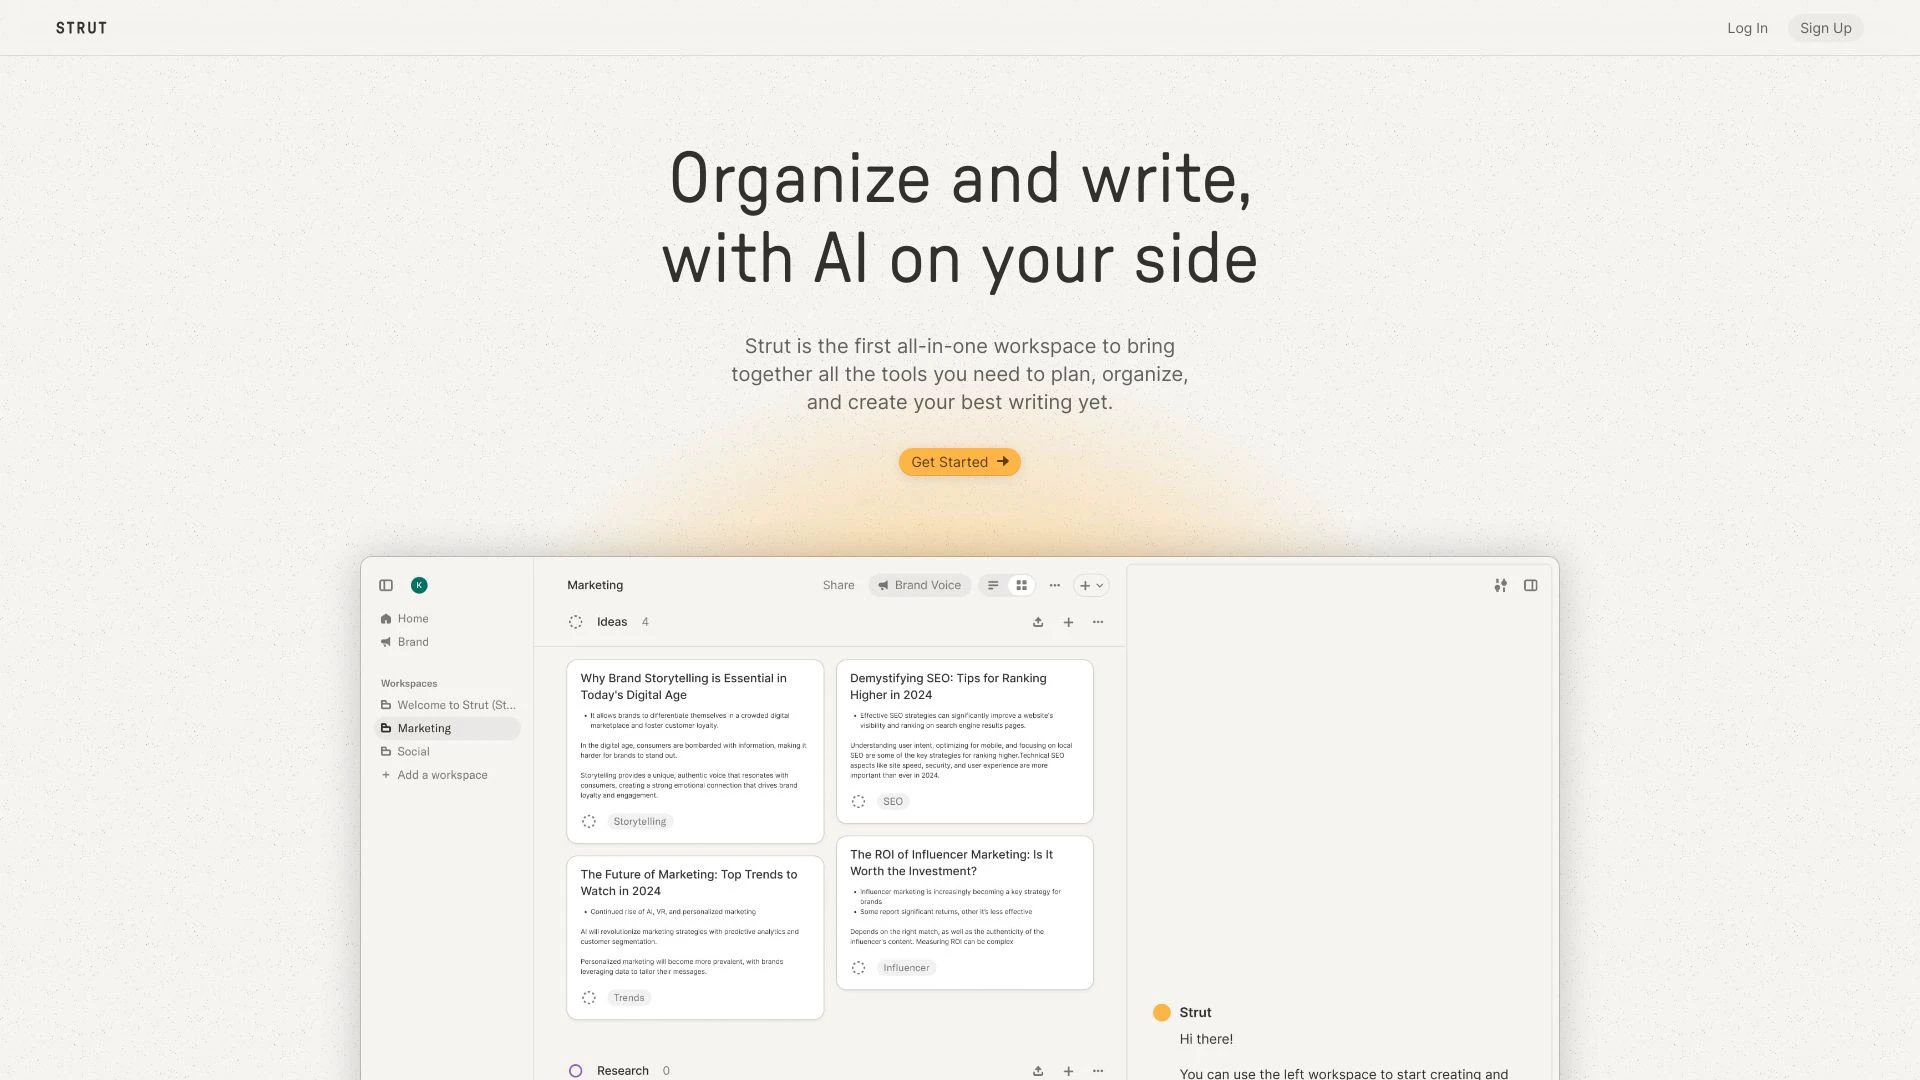 STRUT
Log In
Sign Up
Organize and write,
with AI on your side
Strut is the first all-in-one workspace to bring
together all the tools you need to plan, organize,
and create your best writing yet.
Get Started
K
Home
Brand
Workspaces
Welcome to Strut (St...
Marketing
Social
Add a workspace
Marketing
Share
Brand Voice
Ideas 4
Why Brand Storytelling is Essential in
Today's Digital Age
• It allows brands to differentiate themselves in a crowded digital
marketplace and foster customer loyalty.
In the digital age, consumers are bombarded with information, making it
harder for brands to stand out.
Storytelling provides a unique, authentic voice that resonates with
consumers, creating a strong emotional connection that drives brand
loyalty and engagement.
Storytelling
Demystifying SEO: Tips for Ranking
Higher in 2024
• Effective SEO strategies can significantly improve a website's
visibility and ranking on search engine results pages.
Understanding user intent, optimizing for mobile, and focusing on local
SEO are some of the key strategies for ranking higher.Technical SEO
aspects like site speed, security, and user experience are more
important than ever in 2024.
SEO
The Future of Marketing: Top Trends to
Watch in 2024
• Continued rise of AI, VR, and personalized marketing
AI will revolutionize marketing strategies with predictive analytics and
customer segmentation.
Personalized marketing will become more prevalent, with brands
leveraging data to tailor their messages.
Trends
The ROI of Influencer Marketing: Is It
Worth the Investment?
• Influencer marketing is increasingly becoming a key strategy for
brands
• Some report significant returns, other it's less effective
Depends on the right match, as well as the authenticity of the
influencer's content. Measuring ROI can be complex
Influencer
Research 0
Strut
Hi there!
You can use the left workspace to start creating and